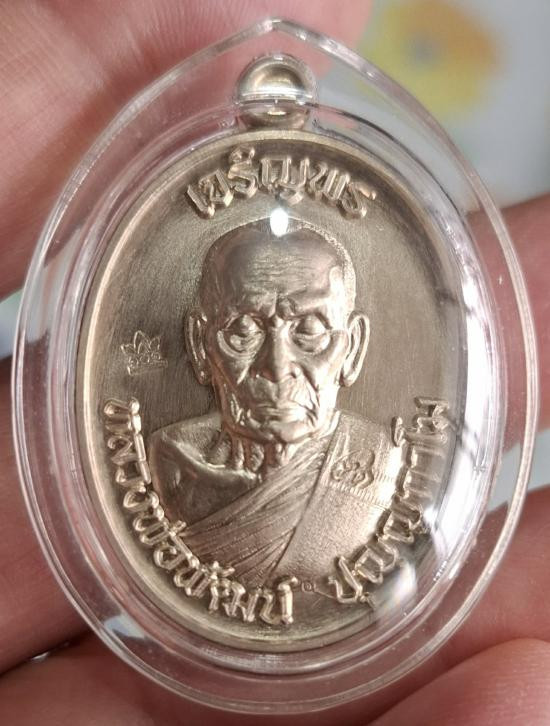 เจริญพร
หลวงพ่อพัฒน์ ปุญฺญกาโม